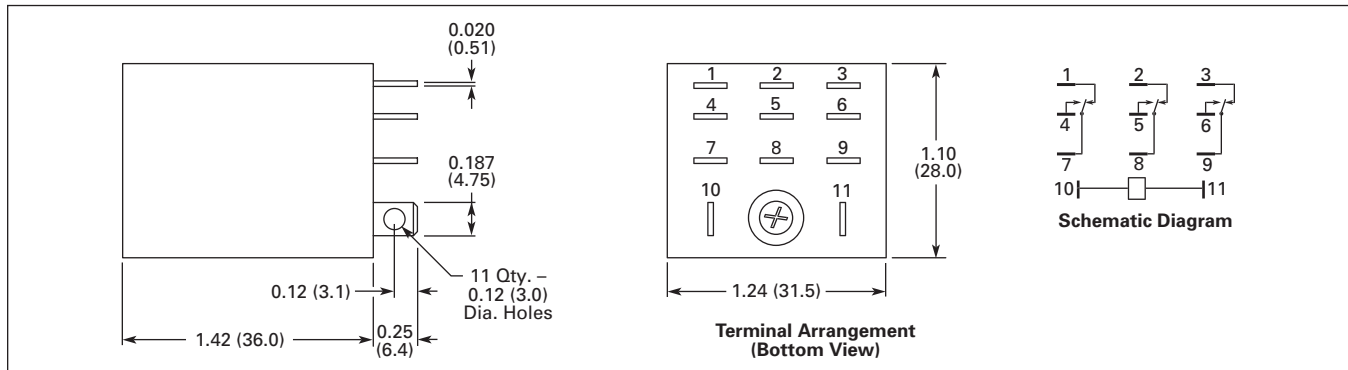 0.020
(0.51)
0.187
(4.75)
0.12 (3.1)
11 Qty. –
0.12 (3.0)
Dia. Holes
1.42 (36.0)
0.25
(6.4)
1 2 3
4 5 6
7 8 9
10 11
1.10
(28.0)
1.24 (31.5)
Terminal Arrangement
(Bottom View)
1 2 3
4 5 6
7 8 9
10 11
Schematic Diagram